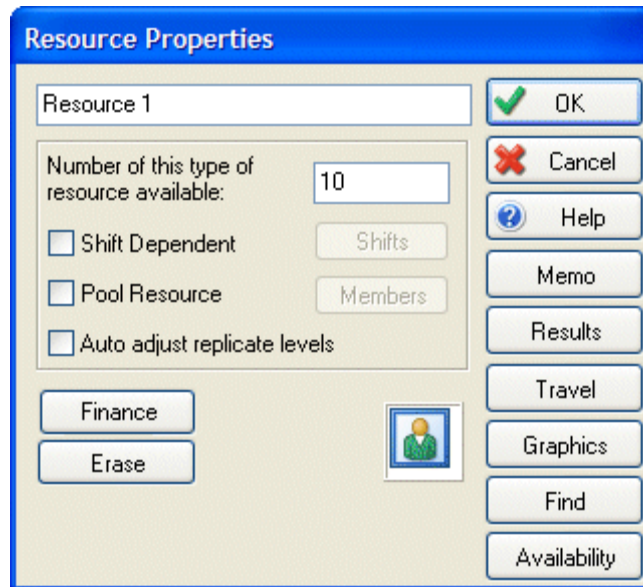 Resource Properties
Resource 1
OK
Number of this type of
resource available:
10
Cancel
Help
Shift Dependent
Shifts
Memo
Pool Resource
Members
Results
Auto adjust replicate levels
Travel
Finance
Graphics
Erase
Find
Availability